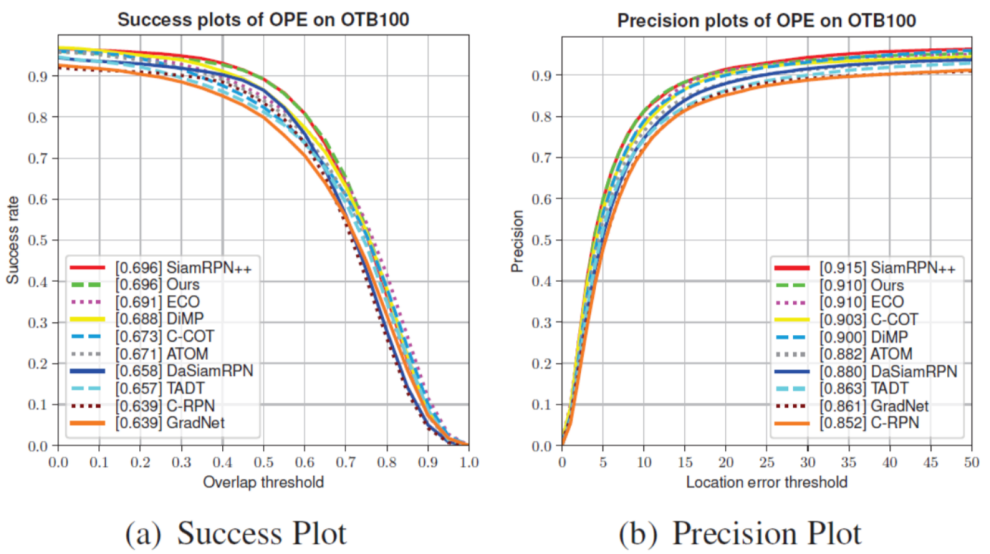 Success plots of OPE on OTB100
Success rate
0.9
0.8
0.7
0.6
0.5
0.4
0.3
0.2
0.1
0.0
[0.696] SiamRPN++
[0.696] Ours
[0.691] ECO
[0.688] DiMP
[0.673] C-COT
[0.671] ATOM
[0.658] DaSiamRPN
[0.657] TADT
[0.639] C-RPN
[0.639] GradNet
0.0 0.1 0.2 0.3 0.4 0.5 0.6 0.7 0.8 0.9 1.0
Overlap threshold
(a) Success Plot
Precision plots of OPE on OTB100
Precision
0.9
0.8
0.7
0.6
0.5
0.4
0.3
0.2
0.1
0.0
[0.915] SiamRPN++
[0.910] Ours
[0.910] ECO
[0.903] C-COT
[0.900] DiMP
[0.882] ATOM
[0.880] DaSiamRPN
[0.863] TADT
[0.861] GradNet
[0.852] C-RPN
0 5 10 15 20 25 30 35 40 45 50
Location error threshold
(b) Precision Plot